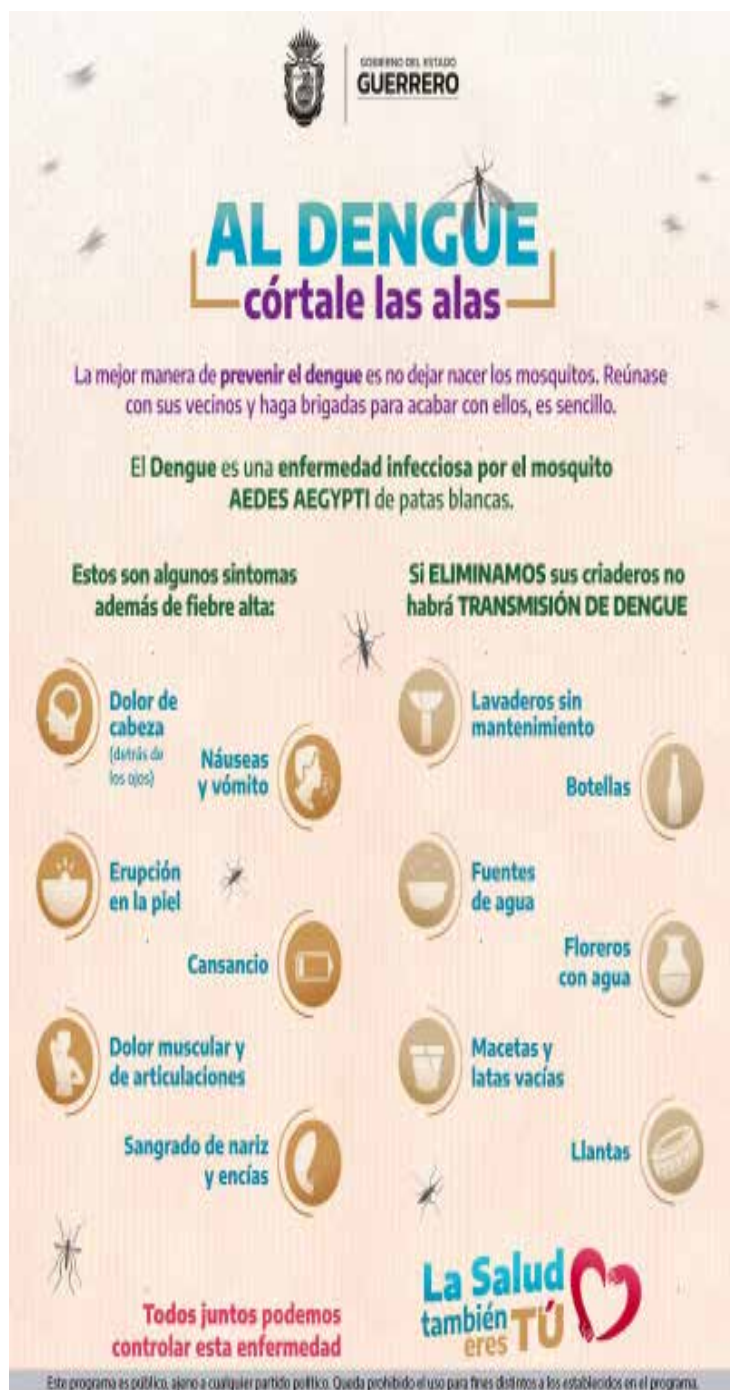 GOBIERNO DEL ESTADO
GUERRERO
AL DENGUE
córtale las alas
La mejor manera de prevenir el dengue es no dejar nacer los mosquitos. Reúnase
con sus vecinos y haga brigadas para acabar con ellos, es sencillo.
El Dengue es una enfermedad infecciosa por el mosquito
AEDES AEGYPTI de patas blancas.
Estos son algunos sintomas
además de fiebre alta:
Dolor de
cabeza
(detrás de
los ojos)
Náuseas
y vómito
Erupción
en la piel
Cansancio
Dolor muscular y
de articulaciones
Sangrado de nariz
y encías
Si ELIMINAMOS sus criaderos no
habrá TRANSMISIÓN DE DENGUE
Lavaderos sin
mantenimiento
Botellas
Fuentes
de agua
Floreros
con agua
Macetas y
latas vacías
Llantas
Todos juntos podemos
controlar esta enfermedad
La Salud
también
eres TÚ
Este programa es público, ajeno a cualquier partido político. Queda prohibido el uso para fines distintos a los establecidos en el programa.